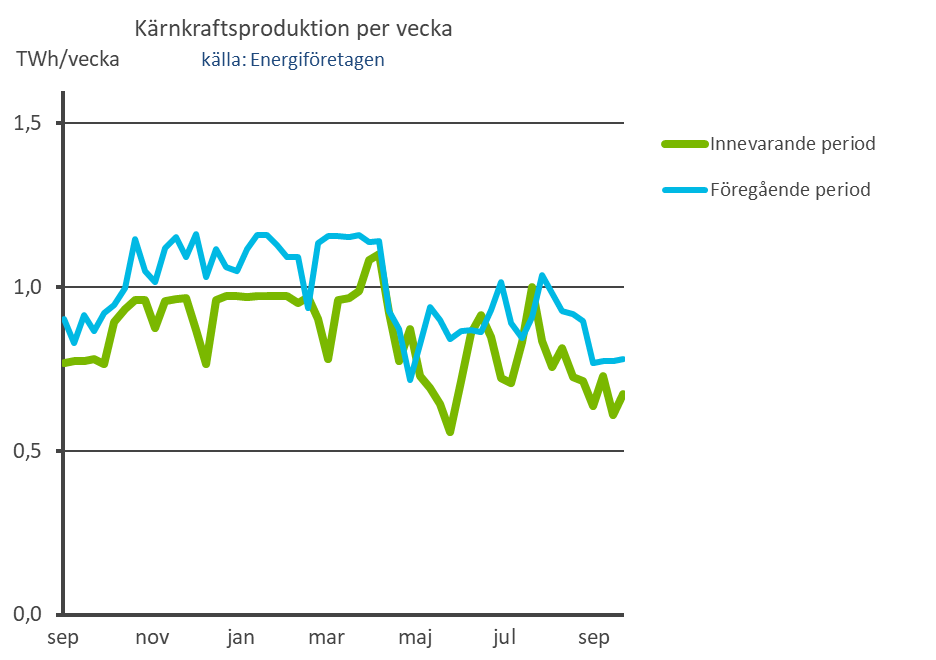 Kärnkraftsproduktion per vecka
TWh/vecka
källa: Energiföretagen
1,5
1,0
0,5
0,0
sep nov jan mar maj jul sep
Innevarande period
Föregående period